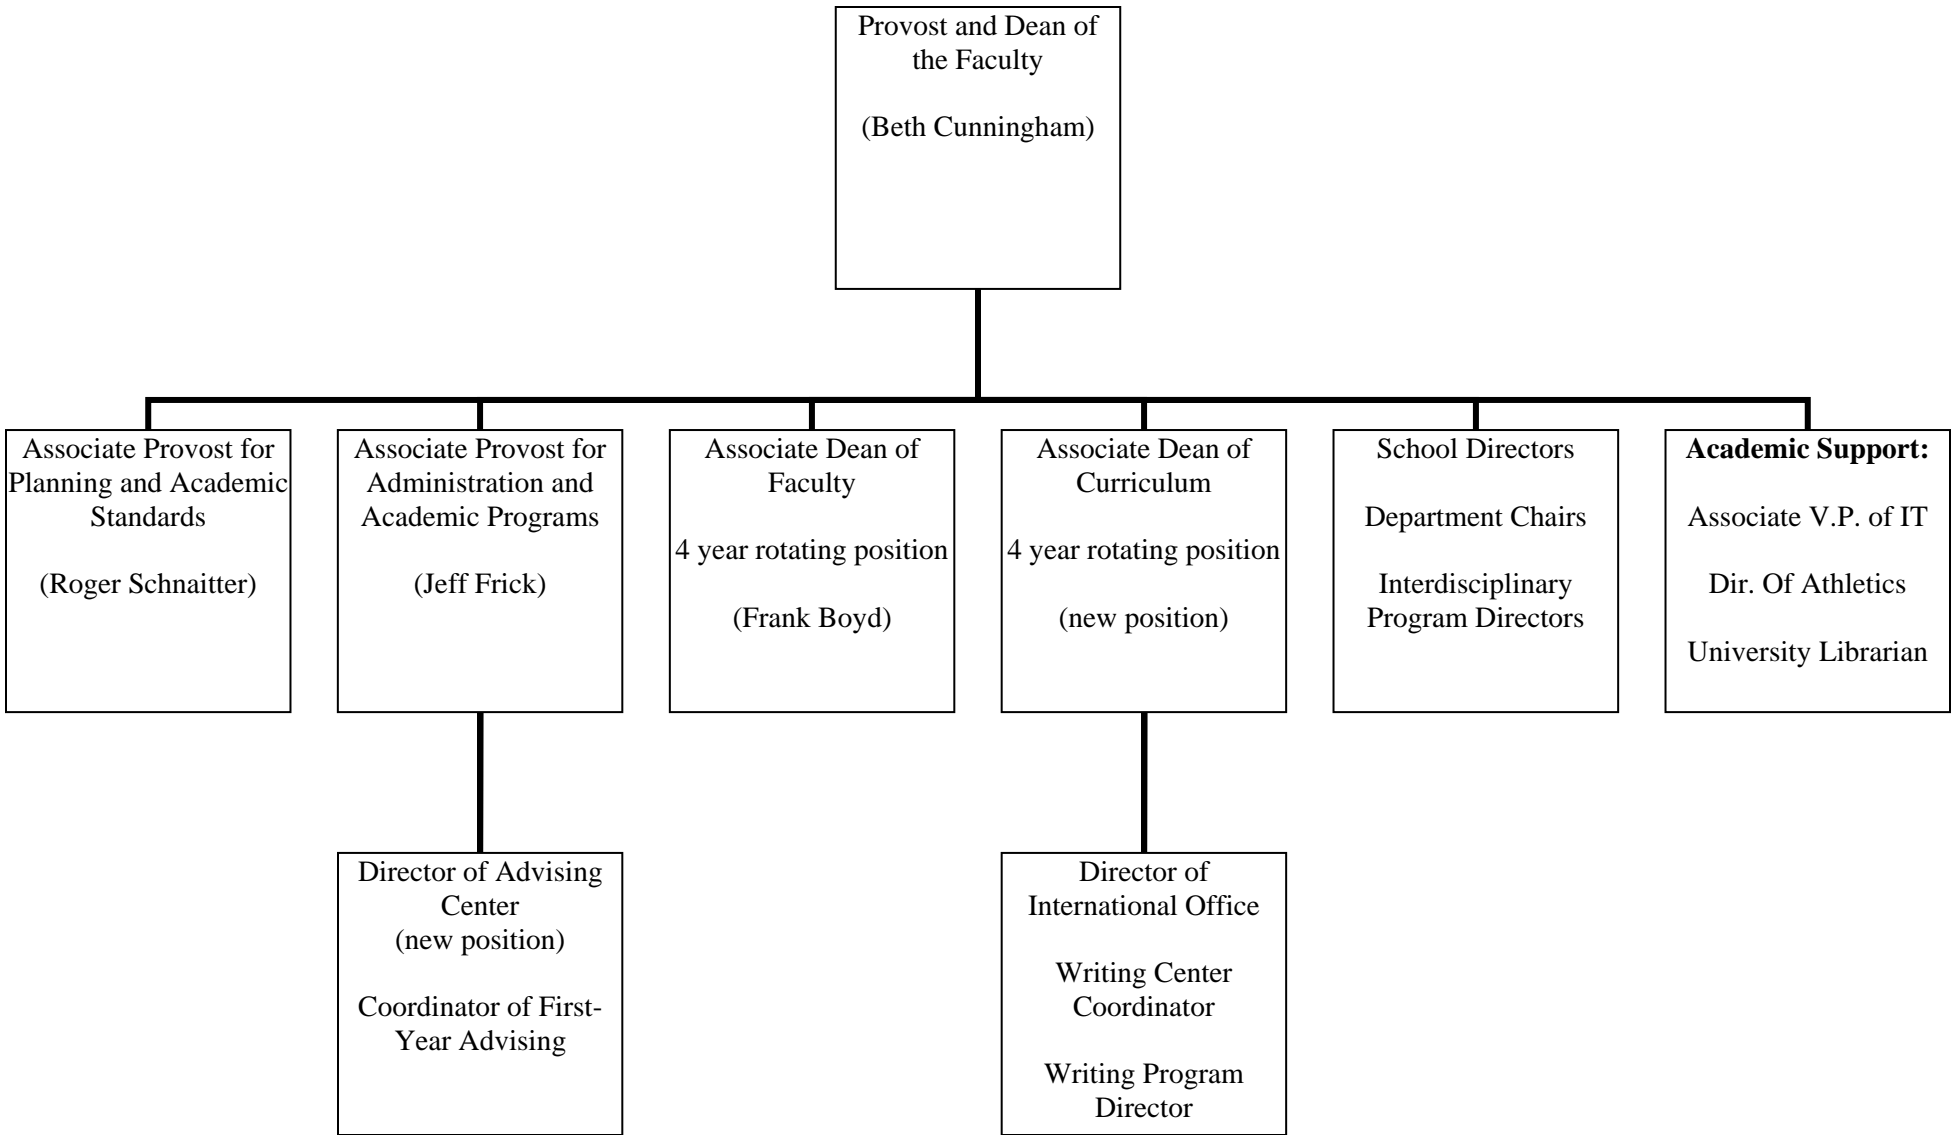 Provost and Dean of
the Faculty
(Beth Cunningham)
Associate Provost for
Planning and Academic
Standards
(Roger Schnaitter)
Associate Provost for
Administration and
Academic Programs
(Jeff Frick)
Associate Dean of
Faculty
4 year rotating position
(Frank Boyd)
Associate Dean of
Curriculum
4 year rotating position
(new position)
School Directors
Department Chairs
Interdisciplinary
Program Directors
Academic Support:
Associate V.P. of IT
Dir. Of Athletics
University Librarian
Director of Advising
Center
(new position)
Coordinator of First-
Year Advising
Director of
International Office
Writing Center
Coordinator
Writing Program
Director